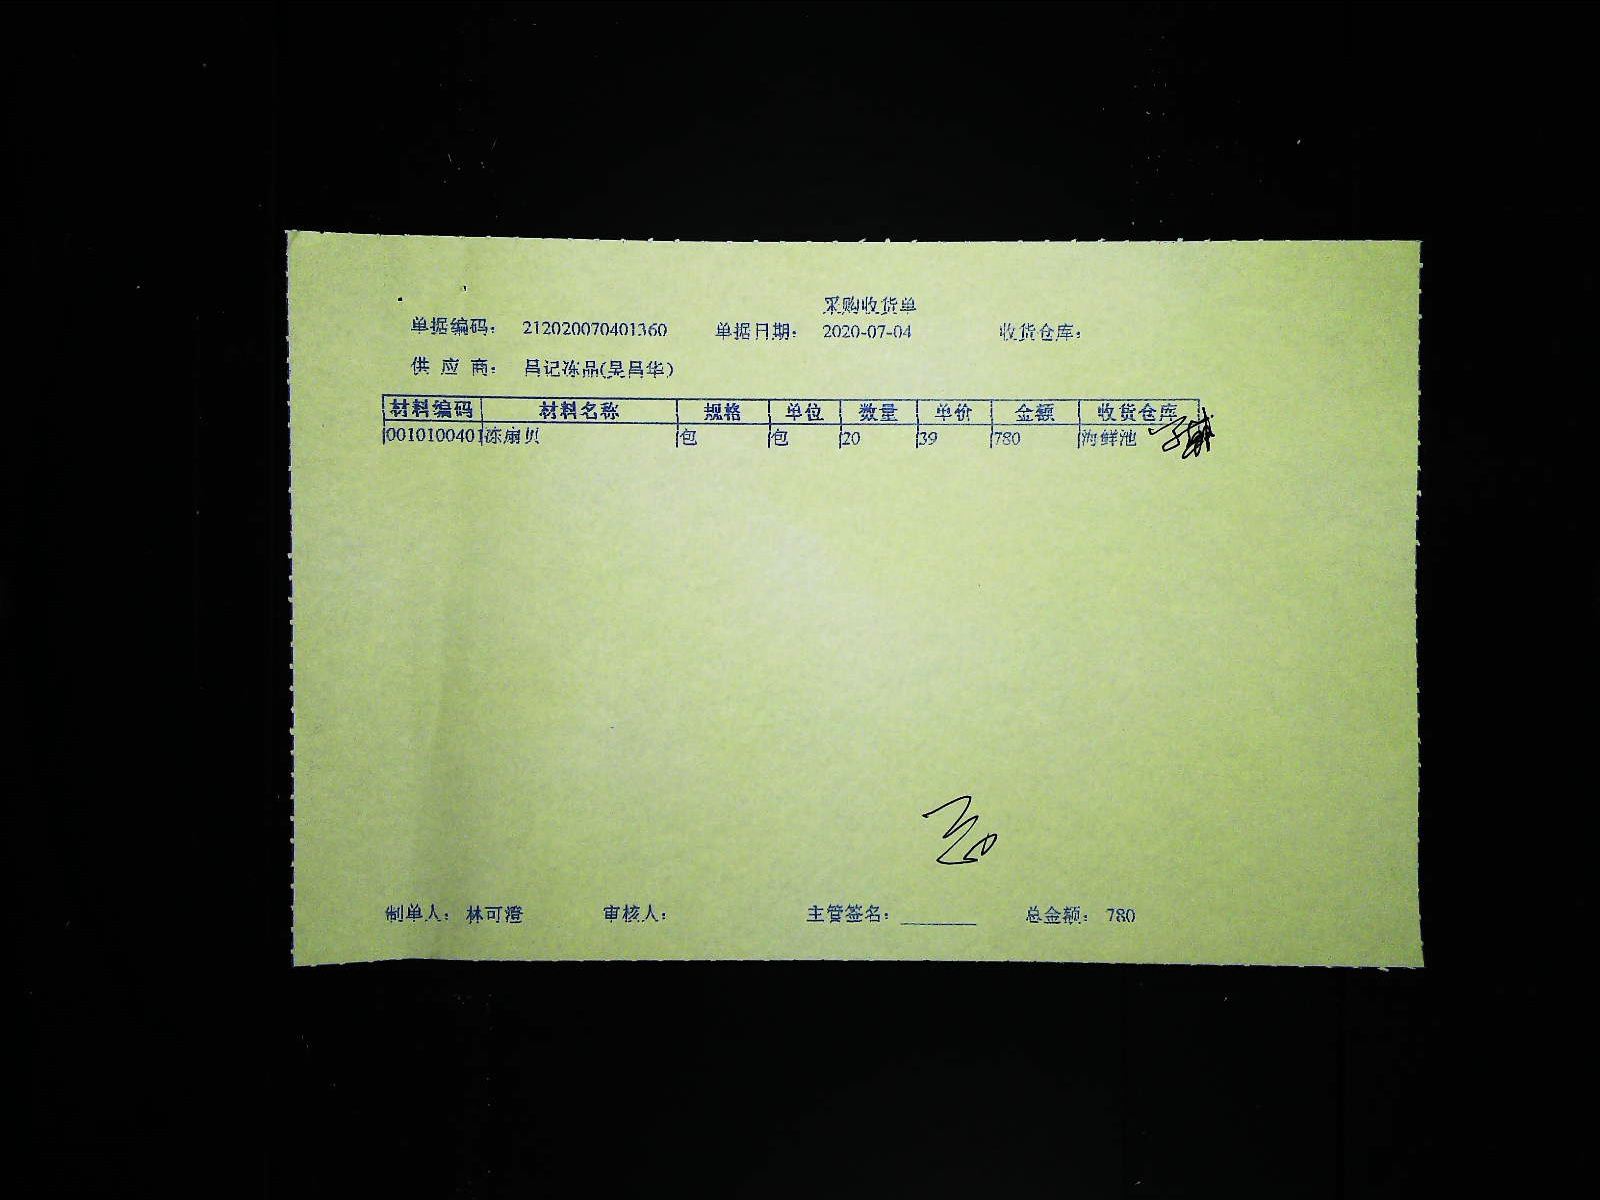 采购收货单
单据编码： 212020070401360 单据日期： 2020-07-04 收货仓库：
供 应 商： 昌记冻品(吴昌华)
材料编码 材料名称 规格 单位 数量 单价 金额 收货仓库
0010100401 冻扇贝 包 包 20 39 780 海鲜池
制单人： 林可澄 审核人： 主管签名： 总金额： 780